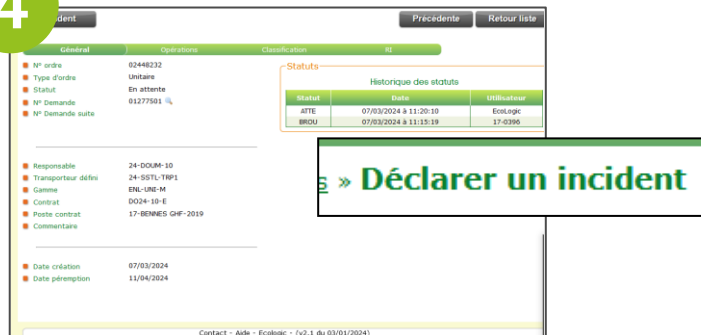 4
ident Précédente Retour liste
Général Opérations Classification RI
N° ordre 02448232
Type d'ordre Unitaire
Statut En attente
N° Demande 01277501
N° Demande suite
Statuts
Historique des statuts
Statut Date Utilisateur
ATTE 07/03/2024 à 11:20:10 EcoLogic
BROU 07/03/2024 à 11:15:19 17-0396
s » Déclarer un incident
Responsable 24-DOUM-10
Transporteur défini 24-SSTL-TRP1
Gamme ENL-UNI-M
Contrat DO24-10-E
Poste contrat 17-BENNES GHF-2019
Commentaire
Date création 07/03/2024
Date péremption 11/04/2024
Contact - Aide - Ecologic - (v2.1 du 03/01/2024)